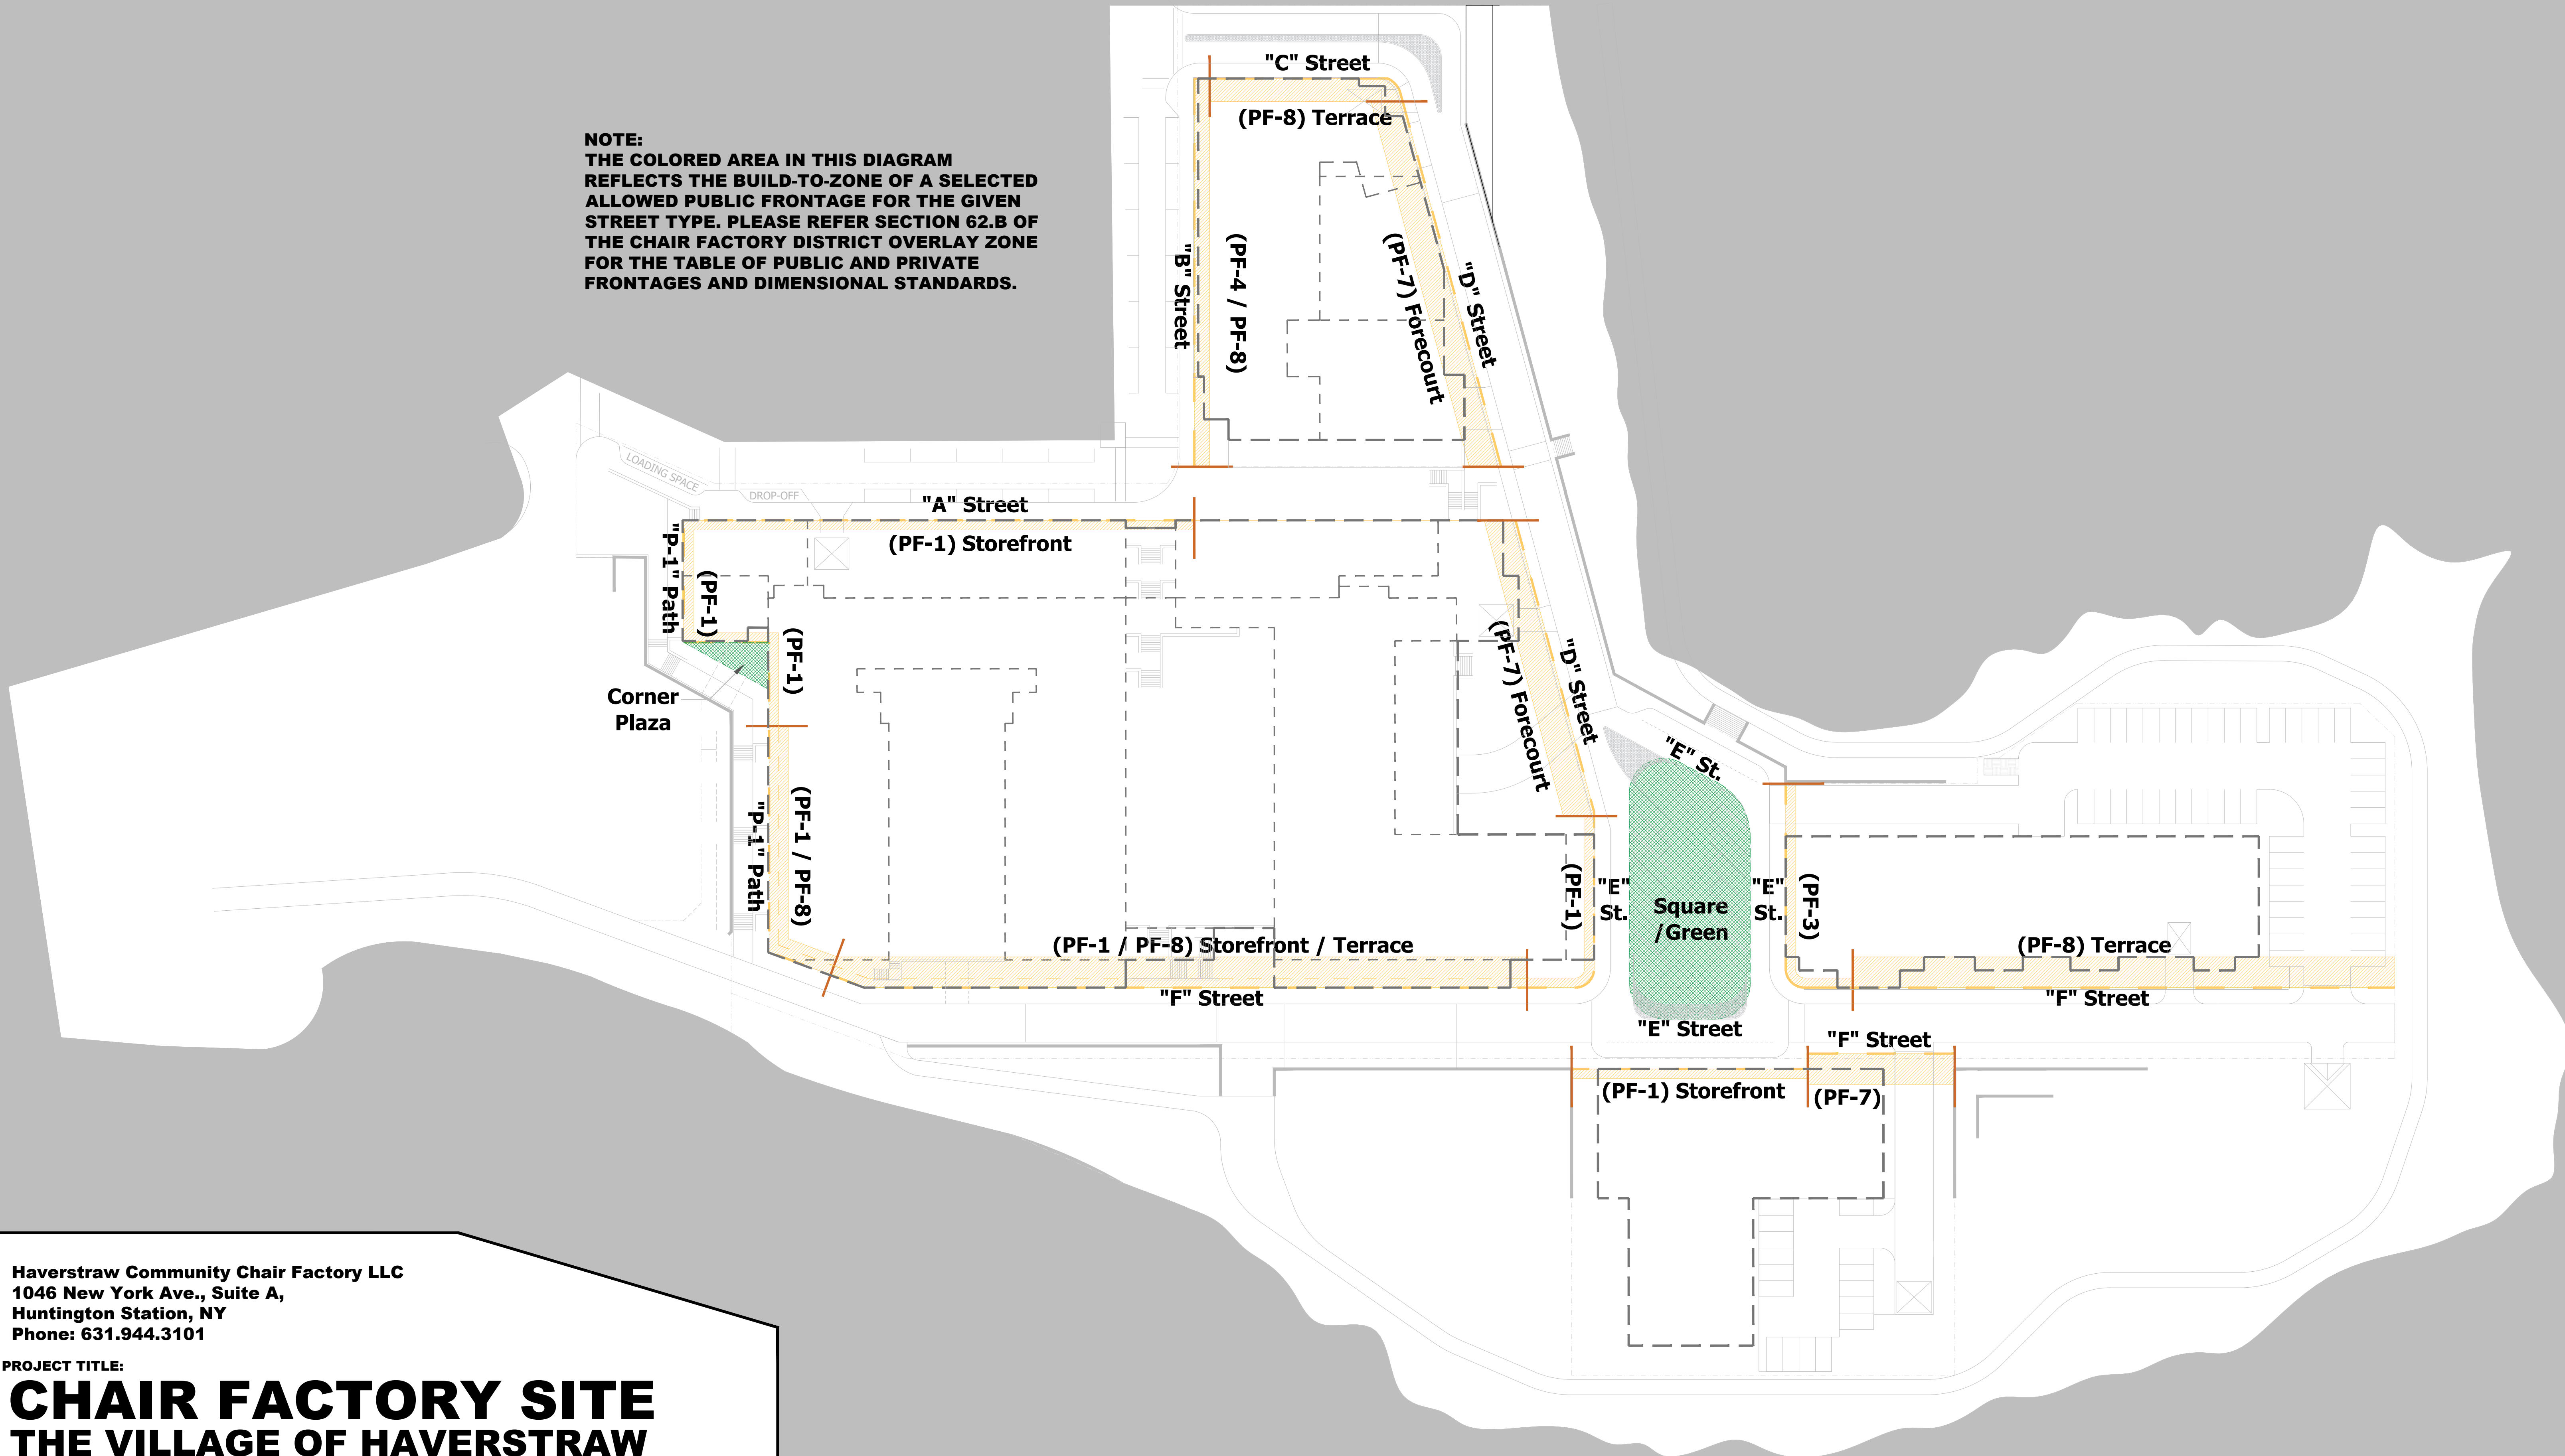 "C" Street
(PF-8) Terrace
NOTE:
THE COLORED AREA IN THIS DIAGRAM
REFLECTS THE BUILD-TO-ZONE OF A SELECTED
ALLOWED PUBLIC FRONTAGE FOR THE GIVEN
STREET TYPE. PLEASE REFER SECTION 62.B OF
THE CHAIR FACTORY DISTRICT OVERLAY ZONE
FOR THE TABLE OF PUBLIC AND PRIVATE
FRONTAGES AND DIMENSIONAL STANDARDS.
"B" Street
(PF-4 / PF-8)
(PF-7) Forecourt
"D" Street
LOADING SPACE
DROP-OFF
"A" Street
(PF-1) Storefront
"P-1" Path
(PF-1)
(PF-1)
Corner
Plaza
(PF-7) Forecourt
"D" Street
"E" St.
"P-1" Path
(PF-1 / PF-8)
(PF-1)
"E"
St.
Square
/Green
"E"
St.
(PF-3)
(PF-1 / PF-8) Storefront / Terrace
(PF-8) Terrace
"F" Street
"F" Street
"E" Street
"F" Street
(PF-1) Storefront
(PF-7)
Haverstraw Community Chair Factory LLC
1046 New York Ave., Suite A,
Huntington Station, NY
Phone: 631.944.3101
PROJECT TITLE:
CHAIR FACTORY SITE
THE VILLAGE OF HAVERSTRAW